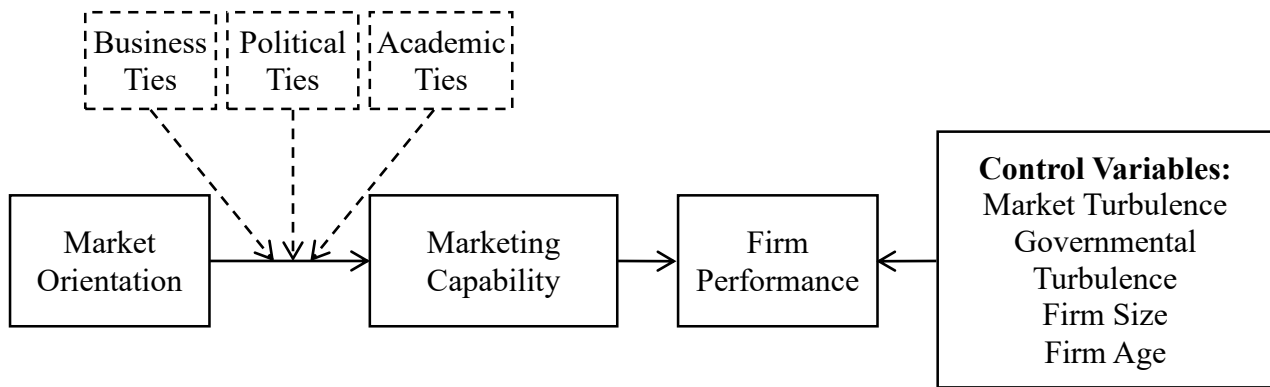 Business
Ties
Political
Ties
Academic
Ties
Market
Orientation
Marketing
Capability
Firm
Performance
Control Variables:
Market Turbulence
Governmental
Turbulence
Firm Size
Firm Age